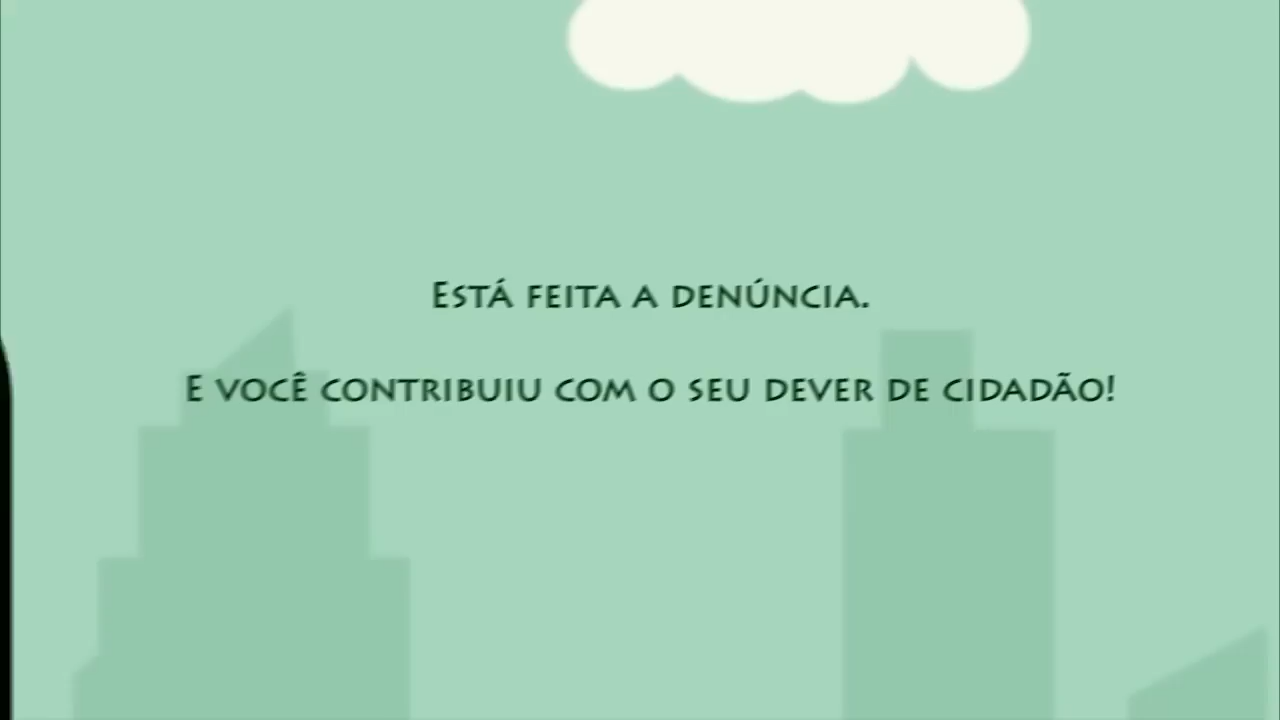 Está feita a denúncia.
E você contribuiu com o seu dever de cidadão!